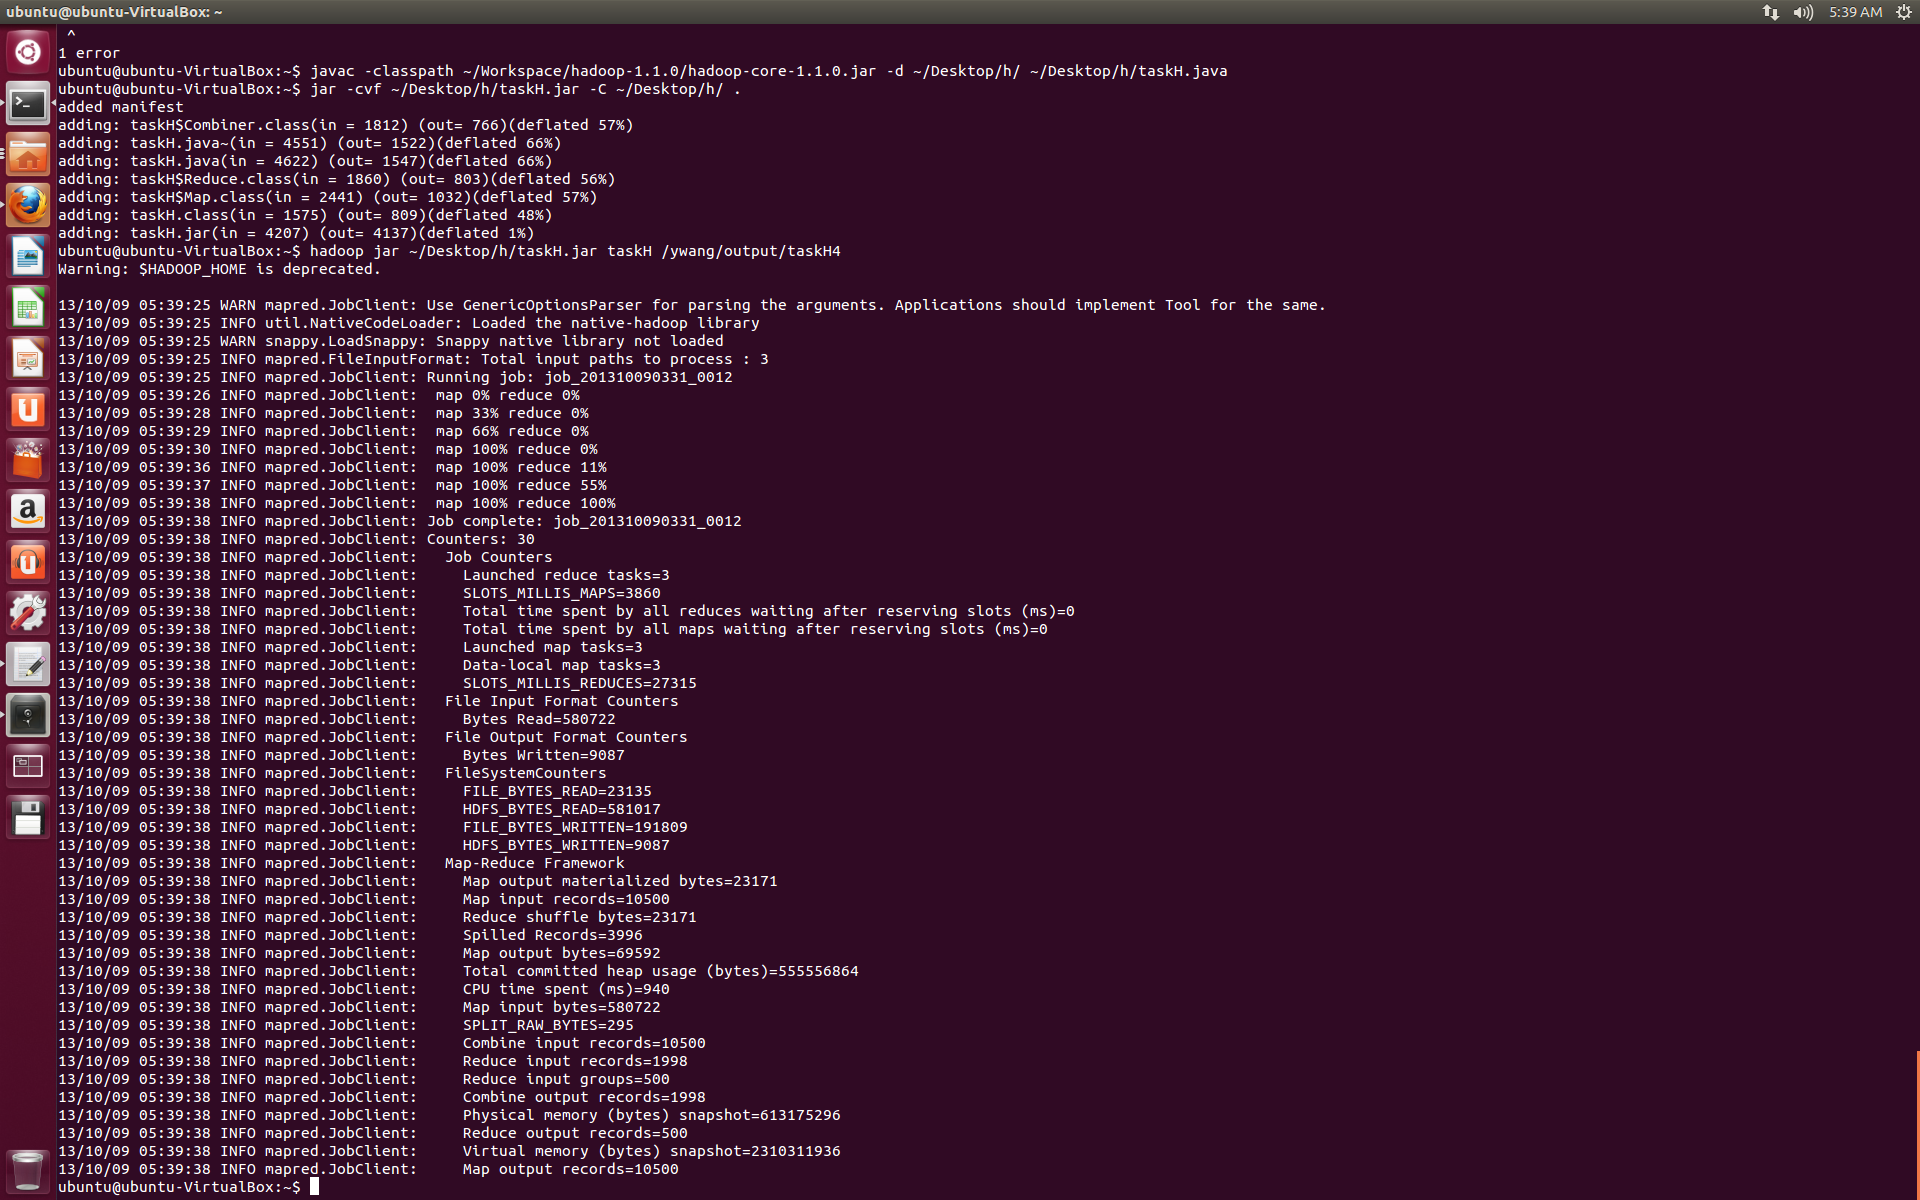 ubuntu@ubuntu-VirtualBox: ~
5:39 AM
^
1 error
ubuntu@ubuntu-VirtualBox:~$ javac -classpath ~/Workspace/hadoop-1.1.0/hadoop-core-1.1.0.jar -d ~/Desktop/h/ ~/Desktop/h/taskH.java
ubuntu@ubuntu-VirtualBox:~$ jar -cvf ~/Desktop/h/taskH.jar -C ~/Desktop/h/ .
added manifest
adding: taskH$Combiner.class(in = 1812) (out= 766)(deflated 57%)
adding: taskH.java~(in = 4551) (out= 1522)(deflated 66%)
adding: taskH.java(in = 4622) (out= 1547)(deflated 66%)
adding: taskH$Reduce.class(in = 1860) (out= 803)(deflated 56%)
adding: taskH$Map.class(in = 2441) (out= 1032)(deflated 57%)
adding: taskH.class(in = 1575) (out= 809)(deflated 48%)
adding: taskH.jar(in = 4207) (out= 4137)(deflated 1%)
ubuntu@ubuntu-VirtualBox:~$ hadoop jar ~/Desktop/h/taskH.jar taskH /ywang/output/taskH4
Warning: $HADOOP_HOME is deprecated.
13/10/09 05:39:25 WARN mapred.JobClient: Use GenericOptionsParser for parsing the arguments. Applications should implement Tool for the same.
13/10/09 05:39:25 INFO util.NativeCodeLoader: Loaded the native-hadoop library
13/10/09 05:39:25 WARN snappy.LoadSnappy: Snappy native library not loaded
13/10/09 05:39:25 INFO mapred.FileInputFormat: Total input paths to process : 3
13/10/09 05:39:25 INFO mapred.JobClient: Running job: job_201310090331_0012
13/10/09 05:39:26 INFO mapred.JobClient:  map 0% reduce 0%
13/10/09 05:39:28 INFO mapred.JobClient:  map 33% reduce 0%
13/10/09 05:39:29 INFO mapred.JobClient:  map 66% reduce 0%
13/10/09 05:39:30 INFO mapred.JobClient:  map 100% reduce 0%
13/10/09 05:39:36 INFO mapred.JobClient:  map 100% reduce 11%
13/10/09 05:39:37 INFO mapred.JobClient:  map 100% reduce 55%
13/10/09 05:39:38 INFO mapred.JobClient:  map 100% reduce 100%
13/10/09 05:39:38 INFO mapred.JobClient: Job complete: job_201310090331_0012
13/10/09 05:39:38 INFO mapred.JobClient: Counters: 30
13/10/09 05:39:38 INFO mapred.JobClient:   Job Counters
13/10/09 05:39:38 INFO mapred.JobClient:     Launched reduce tasks=3
13/10/09 05:39:38 INFO mapred.JobClient:     SLOTS_MILLIS_MAPS=3860
13/10/09 05:39:38 INFO mapred.JobClient:     Total time spent by all reduces waiting after reserving slots (ms)=0
13/10/09 05:39:38 INFO mapred.JobClient:     Total time spent by all maps waiting after reserving slots (ms)=0
13/10/09 05:39:38 INFO mapred.JobClient:     Launched map tasks=3
13/10/09 05:39:38 INFO mapred.JobClient:     Data-local map tasks=3
13/10/09 05:39:38 INFO mapred.JobClient:     SLOTS_MILLIS_REDUCES=27315
13/10/09 05:39:38 INFO mapred.JobClient:   File Input Format Counters
13/10/09 05:39:38 INFO mapred.JobClient:     Bytes Read=580722
13/10/09 05:39:38 INFO mapred.JobClient:   File Output Format Counters
13/10/09 05:39:38 INFO mapred.JobClient:     Bytes Written=9087
13/10/09 05:39:38 INFO mapred.JobClient:   FileSystemCounters
13/10/09 05:39:38 INFO mapred.JobClient:     FILE_BYTES_READ=23135
13/10/09 05:39:38 INFO mapred.JobClient:     HDFS_BYTES_READ=581017
13/10/09 05:39:38 INFO mapred.JobClient:     FILE_BYTES_WRITTEN=191809
13/10/09 05:39:38 INFO mapred.JobClient:     HDFS_BYTES_WRITTEN=9087
13/10/09 05:39:38 INFO mapred.JobClient:   Map-Reduce Framework
13/10/09 05:39:38 INFO mapred.JobClient:     Map output materialized bytes=23171
13/10/09 05:39:38 INFO mapred.JobClient:     Map input records=10500
13/10/09 05:39:38 INFO mapred.JobClient:     Reduce shuffle bytes=23171
13/10/09 05:39:38 INFO mapred.JobClient:     Spilled Records=3996
13/10/09 05:39:38 INFO mapred.JobClient:     Map output bytes=69592
13/10/09 05:39:38 INFO mapred.JobClient:     Total committed heap usage (bytes)=555556864
13/10/09 05:39:38 INFO mapred.JobClient:     CPU time spent (ms)=940
13/10/09 05:39:38 INFO mapred.JobClient:     Map input bytes=580722
13/10/09 05:39:38 INFO mapred.JobClient:     SPLIT_RAW_BYTES=295
13/10/09 05:39:38 INFO mapred.JobClient:     Combine input records=10500
13/10/09 05:39:38 INFO mapred.JobClient:     Reduce input records=1998
13/10/09 05:39:38 INFO mapred.JobClient:     Reduce input groups=500
13/10/09 05:39:38 INFO mapred.JobClient:     Combine output records=1998
13/10/09 05:39:38 INFO mapred.JobClient:     Physical memory (bytes) snapshot=613175296
13/10/09 05:39:38 INFO mapred.JobClient:     Reduce output records=500
13/10/09 05:39:38 INFO mapred.JobClient:     Virtual memory (bytes) snapshot=2310311936
13/10/09 05:39:38 INFO mapred.JobClient:     Map output records=10500
ubuntu@ubuntu-VirtualBox:~$